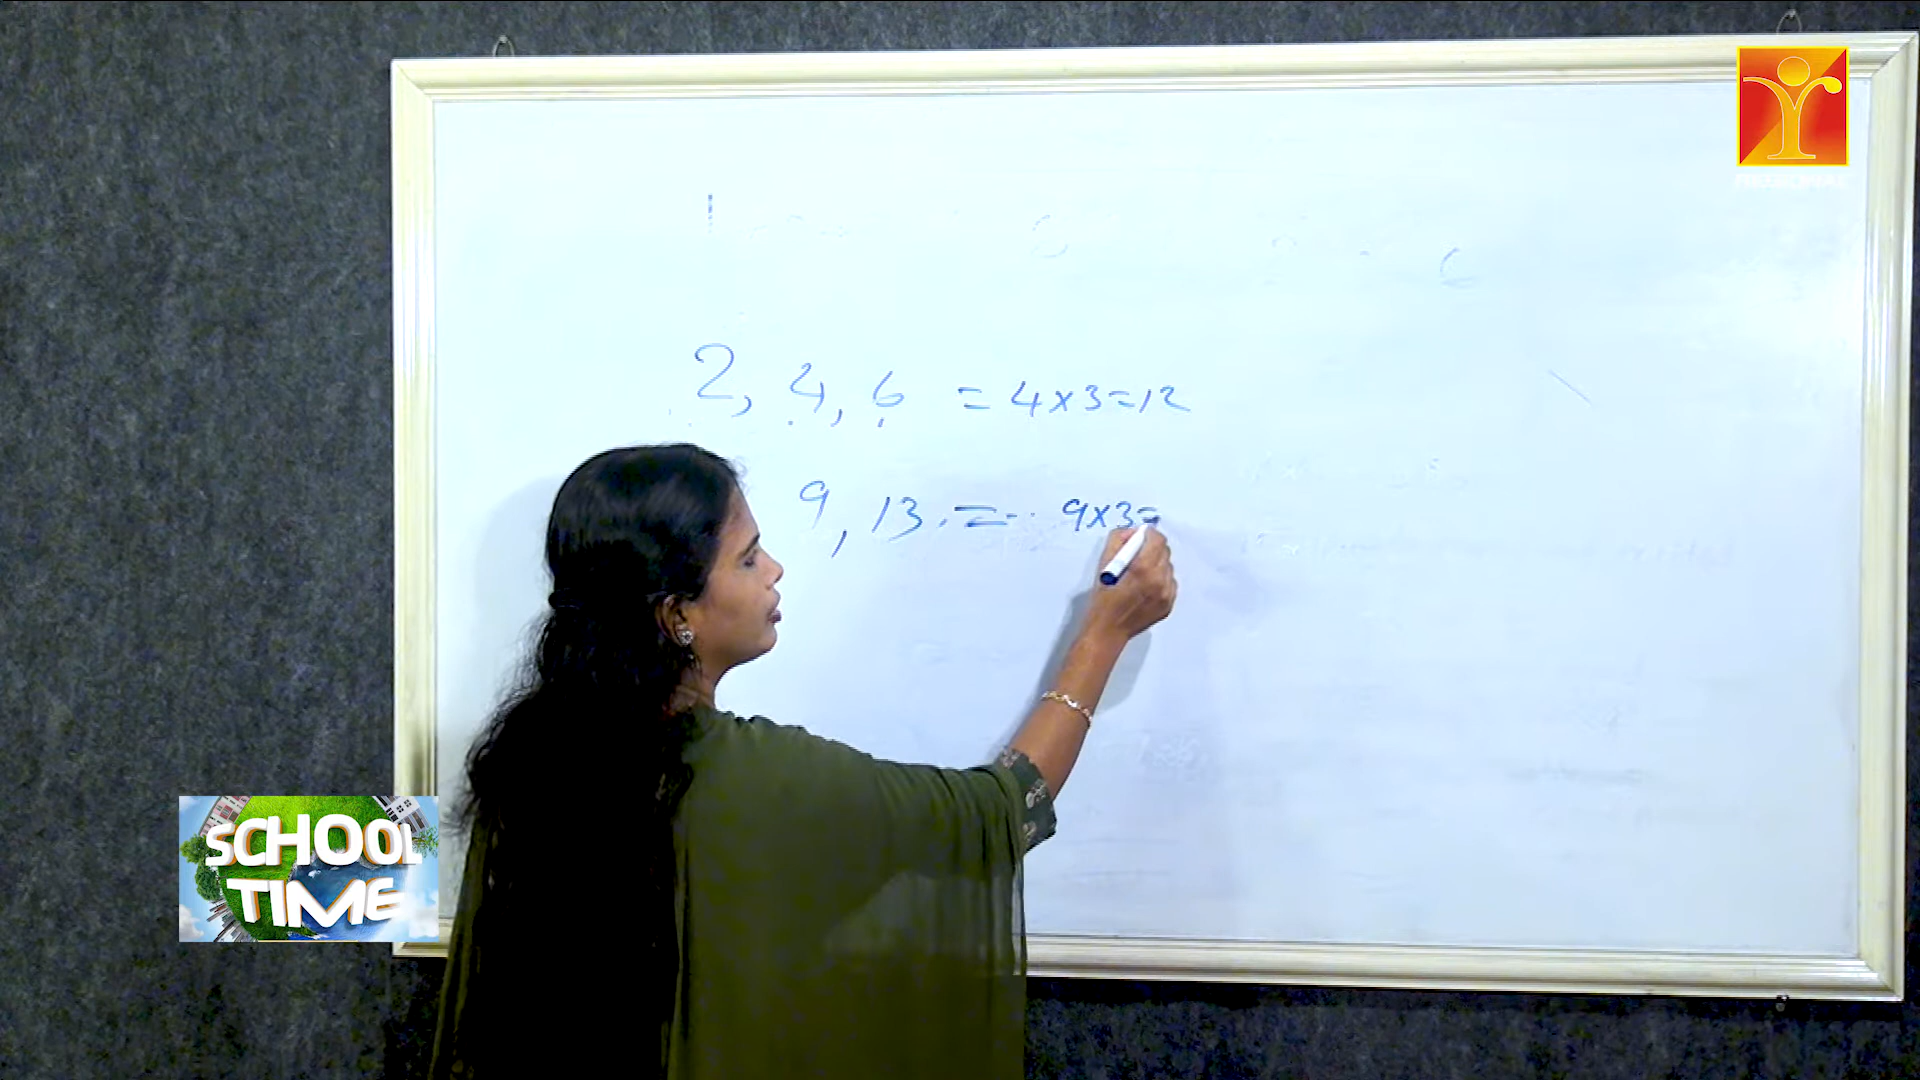 2, 4, 6 = 4x3=12
9, 13 = 9x3=
SCHOOL
TIME